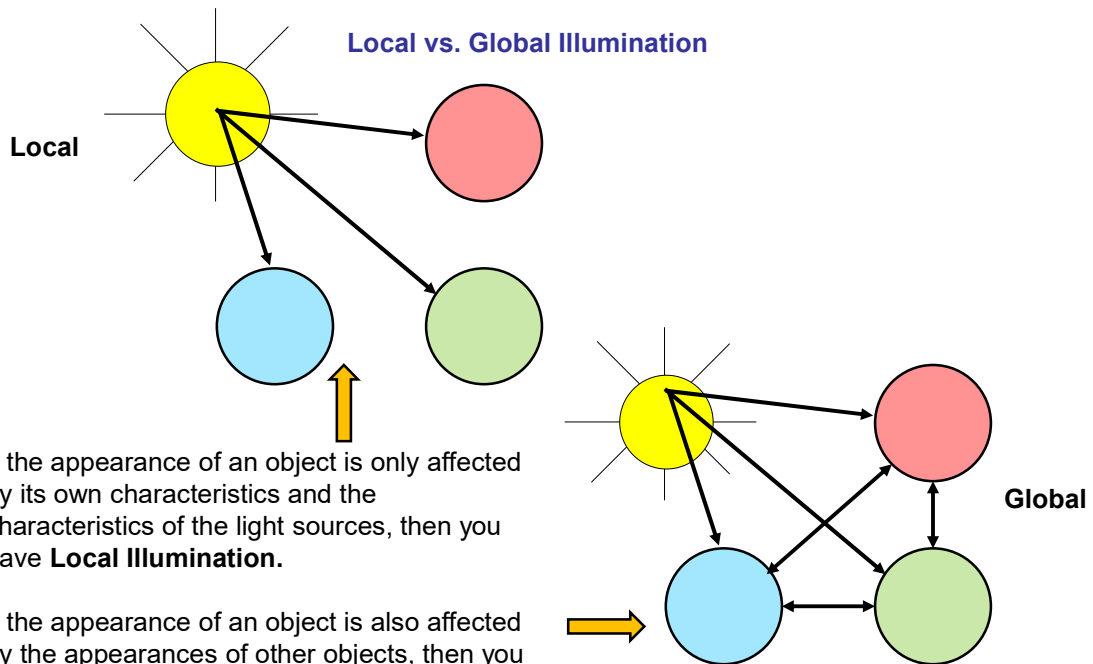 Local vs. Global Illumination
Local
the appearance of an object is only affected
y its own characteristics and the
haracteristics of the light sources, then you
ave Local Illumination.
Global
the appearance of an object is also affected
y the appearances of other objects, then you